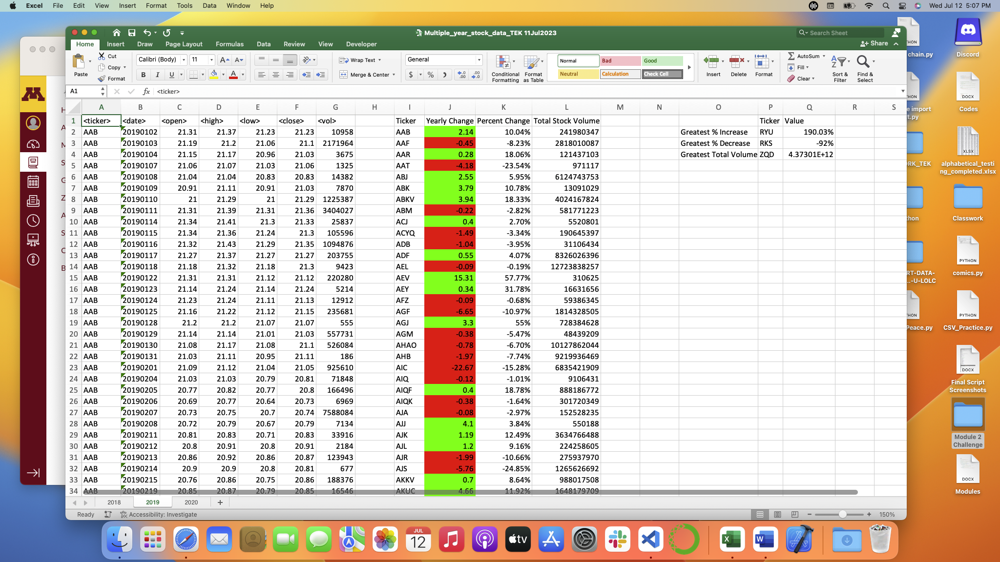 Excel File Edit View Insert Format Tools Data Window Help Wed Jul 12 5:07 PM
Multiple_year_stock_data_TEK 11Jul2023 Search Sheet
Home Insert Draw Page Layout Formulas Data Review View Developer Share
Cut Calibri (Body) 11 Wrap Text General Normal Bad Good AutoSum
Copy Fill
Paste Format B I U Merge & Center $ % Conditional Formatting Format as Table Neutral Calculation Check Cell Insert Delete Format Clear Sort & Filter Find & Select
A1 fx <ticker>
A B C D E F G H I J K L M N O P Q R S
1 <ticker> <date> <open> <high> <low> <close> <vol> Ticker Yearly Change Percent Change Total Stock Volume Ticker Value
2 AAB 20190102 21.31 21.37 21.23 21.23 10958 AAB 2.14 10.04% 241980347 Greatest % Increase RYU 190.03%
3 AAB 20190103 21.19 21.2 21.06 21.1 2171964 AAF -0.45 -8.23% 2818010087 Greatest % Decrease RKS -92%
4 AAB 20190104 21.15 21.17 20.96 21.03 3675 AAR 0.28 18.06% 121437103 Greatest Total Volume ZQD 4.37301E+12
5 AAB 20190107 21.06 21.07 21.03 21.06 1325 AAT -4.18 -23.54% 971117
6 AAB 20190108 21.04 21.04 20.83 20.83 14382 ABJ 2.55 5.95% 6124743753
7 AAB 20190109 20.91 21.11 20.91 21.03 7870 ABK 3.79 10.78% 13091029
8 AAB 20190110 21 21.29 21 21.29 1225387 ABKV 3.94 18.33% 4024167824
9 AAB 20190111 21.31 21.39 21.31 21.36 3404027 ABM -0.22 -2.82% 581771223
10 AAB 20190114 21.34 21.41 21.3 21.33 25837 ACJ 0.4 2.70% 5520801
11 AAB 20190115 21.34 21.36 21.24 21.3 105596 ACYQ -1.49 -3.34% 190645397
12 AAB 20190116 21.32 21.43 21.29 21.35 1094876 ADB -1.04 -3.95% 31106434
13 AAB 20190117 21.27 21.37 21.27 21.27 203755 ADF 0.55 4.07% 8326026396
14 AAB 20190118 21.18 21.32 21.18 21.3 9423 AEL -0.09 -0.19% 12723838257
15 AAB 20190122 21.31 21.31 21.12 21.12 220280 AEV 15.31 57.77% 310625
16 AAB 20190123 21.14 21.24 21.14 21.24 5214 AEY 0.34 31.78% 16631656
17 AAB 20190124 21.23 21.24 21.11 21.13 12912 AFZ -0.09 -0.68% 59386345
18 AAB 20190125 21.16 21.22 21.12 21.15 235681 AGF -6.65 -10.97% 1814328505
19 AAB 20190128 21.2 21.2 21.07 21.07 555 AGJ 3.3 55% 728384628
20 AAB 20190129 21.14 21.14 21.01 21.03 557731 AGM -0.38 -5.47% 48439209
21 AAB 20190130 21.08 21.17 21.08 21.1 526084 AHAO -0.78 -6.70% 10127862044
22 AAB 20190131 21.03 21.11 20.95 21.11 186 AHB -1.97 -7.74% 9219936469
23 AAB 20190201 21.09 21.12 21.04 21.05 925610 AIC -22.67 -15.28% 6835421909
24 AAB 20190204 21.03 21.03 20.79 20.81 71848 AIQ -0.12 -1.01% 9106431
25 AAB 20190205 20.77 20.82 20.77 20.8 166496 AIQF 0.4 18.78% 888186772
26 AAB 20190206 20.69 20.77 20.64 20.73 6969 AIQK -0.38 -1.64% 301720349
27 AAB 20190207 20.73 20.75 20.7 20.74 7588084 AJA -0.08 -2.97% 152528235
28 AAB 20190208 20.72 20.79 20.67 20.79 7134 AJJ 4.1 3.84% 550188
29 AAB 20190211 20.81 20.83 20.71 20.83 33916 AJK 1.19 12.49% 3634766488
30 AAB 20190212 20.8 20.91 20.8 20.91 2184 AJL 1.2 9.16% 224258605
31 AAB 20190213 20.86 20.92 20.86 20.87 123943 AJR -1.99 -10.66% 275937970
32 AAB 20190214 20.9 20.9 20.8 20.81 677 AJS -5.76 -24.85% 1265626692
33 AAB 20190215 20.76 20.86 20.75 20.86 188376 AKKV 0.7 8.64% 988017508
34 AAB 20190219 20.85 20.87 20.79 20.85 16546 AKUC 4.66 11.92% 1648179709
2018 2019 2020 +
Ready Accessibility: Investigate 150%
Discord
chain.py
DOCX
Codes
e import
t.py
XLSX
RK_TEK
alphabetical_testi
ng_completed.xlsx
Classwork
hon
PYTHON
comics.py
RT-DATA-
..-U-LOLC
PYTHON
Peace.py
CSV_Practice.py
DOCX
Final Script
Screenshots
Module 2
Challenge
DOCX
Modules
JUL
12
tv
X
W